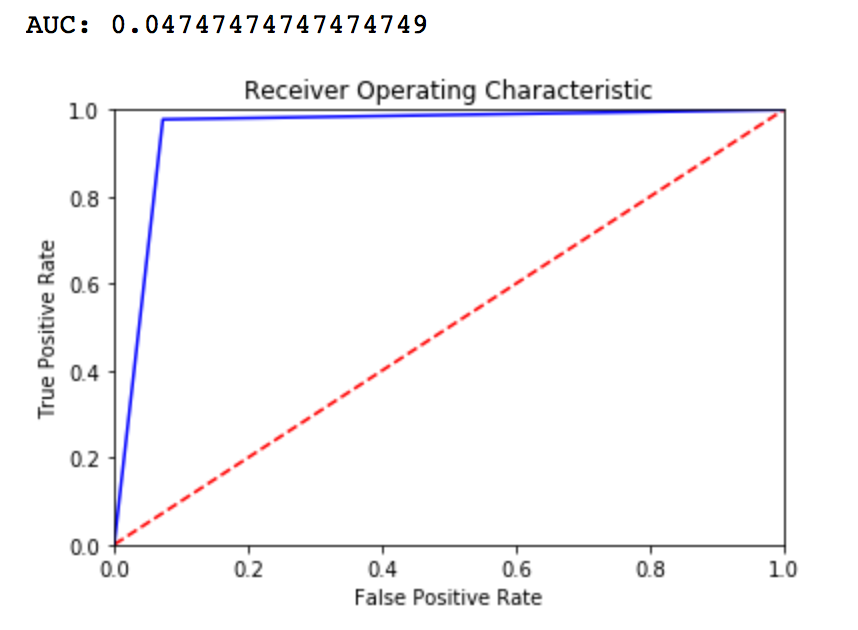 AUC: 0.04747474747474749
Receiver Operating Characteristic
1.0
0.8
0.6
0.4
0.2
0.0
True Positive Rate
0.0 0.2 0.4 0.6 0.8 1.0
False Positive Rate